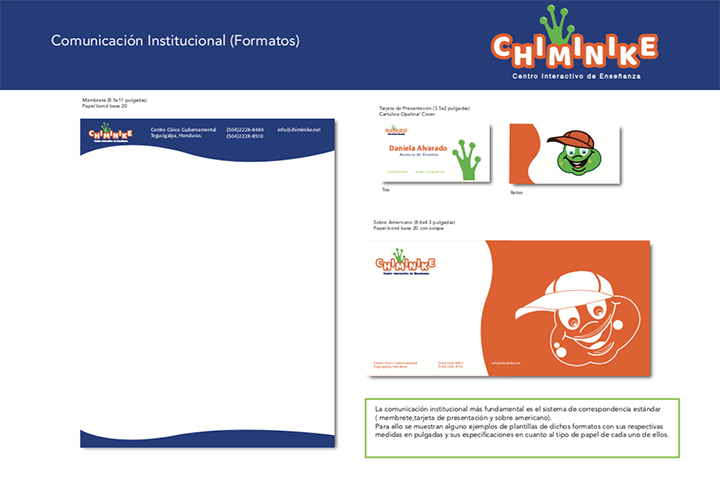 Comunicación Institucional (Formatos)
CHIMINIKE
Centro Interactivo de Enseñanza
Membrete (8.5x11 pulgadas)
Papel bond base 20
CHIMINIKE
Centro Interactivo de Enseñanza
Centro Cívico Gubernamental
Tegucigalpa, Honduras.
(504)2228-8484
(504)2228-8510
info@chiminike.net
Tarjeta de Presentación (3.5x2 pulgadas)
Cartulina Opalina/ Cover
Daniela Alvarado
Asesora de Eventos
Tiro
Retiro
Sobre Americano (8.6x4.3 pulgadas)
Papel bond base 20 con solapa
CHIMINIKE
Centro Interactivo de Enseñanza
Centro Cívico Gubernamental
Tegucigalpa, Honduras.
(504) 2228-8484
(504) 2228-8510
info@chiminike.net
La comunicación institucional más fundamental es el sistema de correspondencia estándar
( membrete,tarjeta de presentación y sobre americano).
Para ello se muestran alguno ejemplos de plantillas de dichos formatos con sus respectivas
medidas en pulgadas y sus especificaciones en cuanto al tipo de papel de cada uno de ellos.